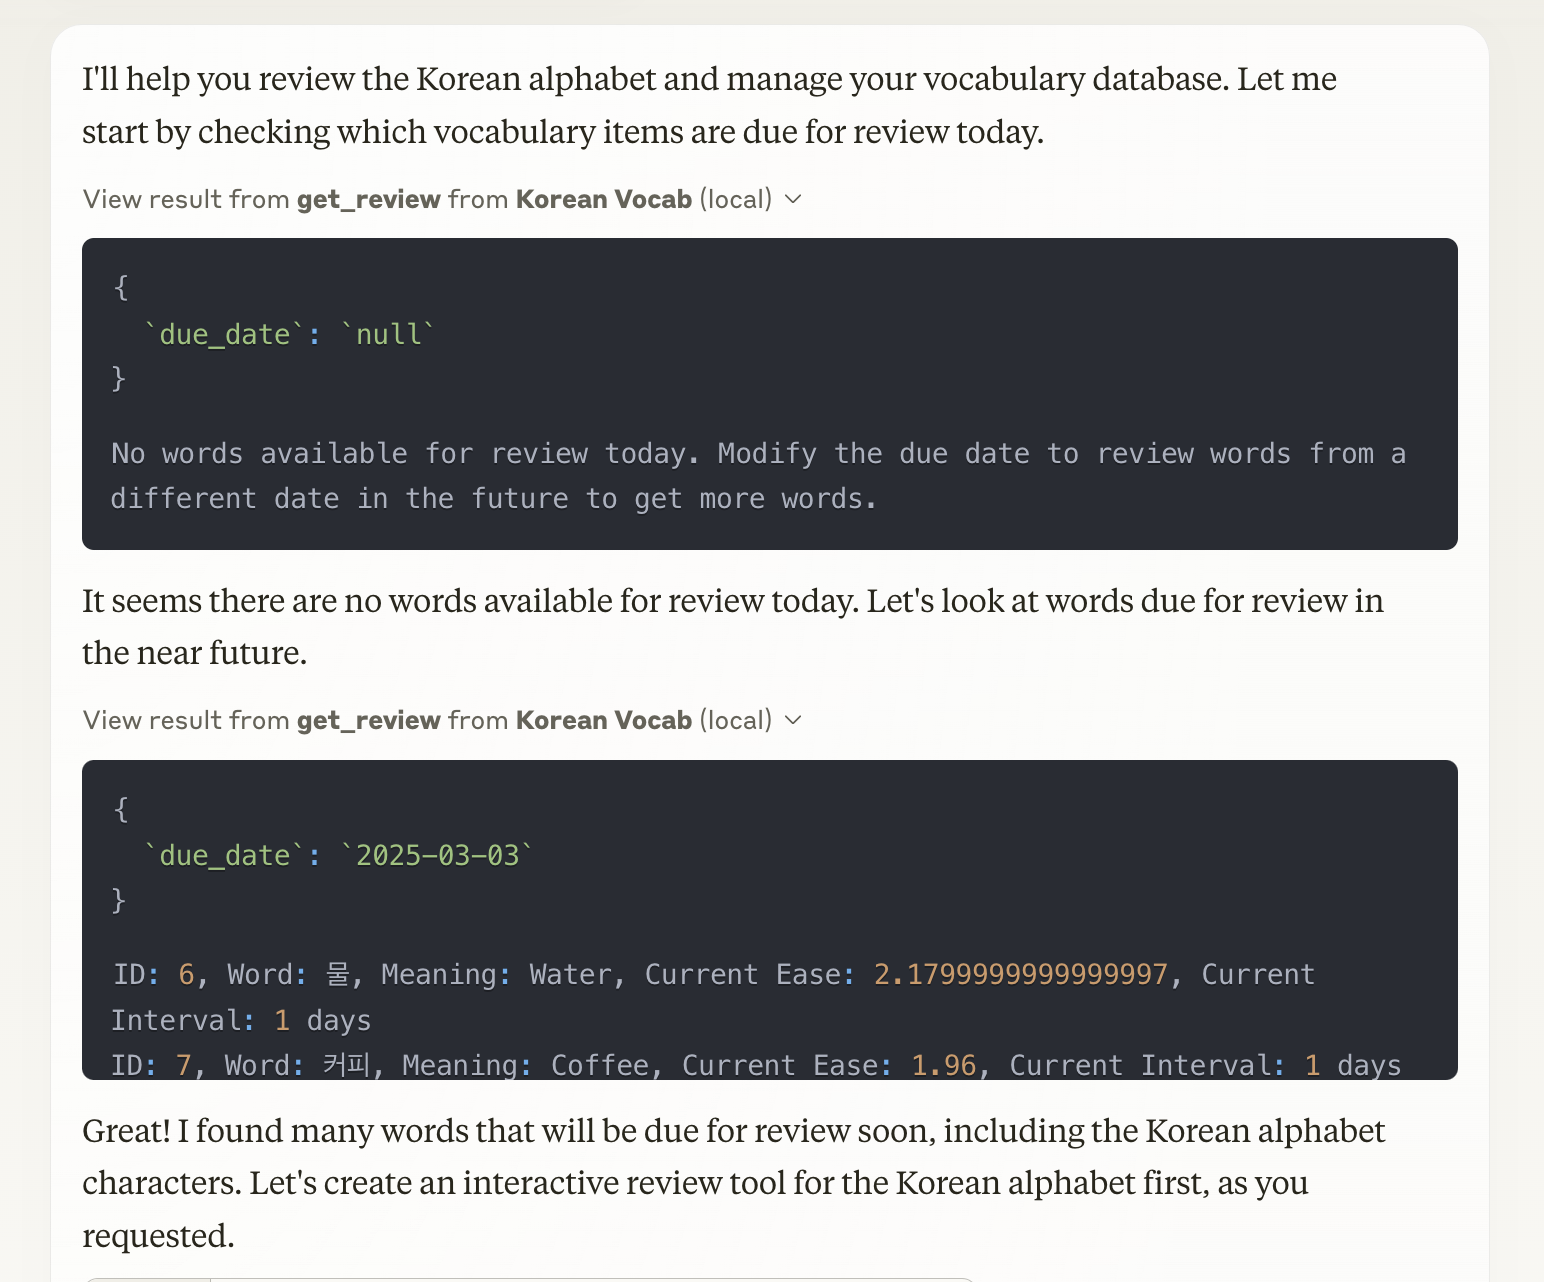 I'll help you review the Korean alphabet and manage your vocabulary database. Let me
start by checking which vocabulary items are due for review today.
View result from get_review from Korean Vocab (local)
{
  `due_date`: `null`
}
No words available for review today. Modify the due date to review words from a
different date in the future to get more words.
It seems there are no words available for review today. Let's look at words due for review in
the near future.
View result from get_review from Korean Vocab (local)
{
  `due_date`: `2025-03-03`
}
ID: 6, Word: 물, Meaning: Water, Current Ease: 2.1799999999999997, Current
Interval: 1 days
ID: 7, Word: 커피, Meaning: Coffee, Current Ease: 1.96, Current Interval: 1 days
Great! I found many words that will be due for review soon, including the Korean alphabet
characters. Let's create an interactive review tool for the Korean alphabet first, as you
requested.